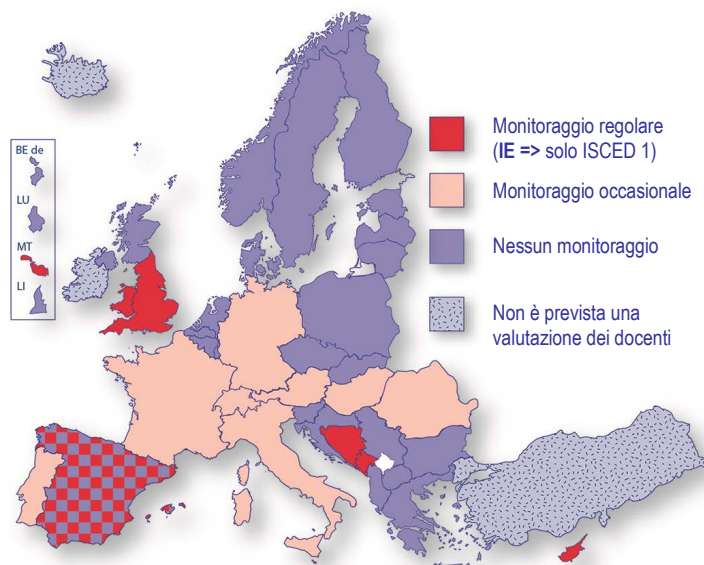 BE de
LU
MT
LI
Monitoraggio regolare
(IE => solo ISCED 1)
Monitoraggio occasionale
Nessun monitoraggio
Non è prevista una
valutazione dei docenti